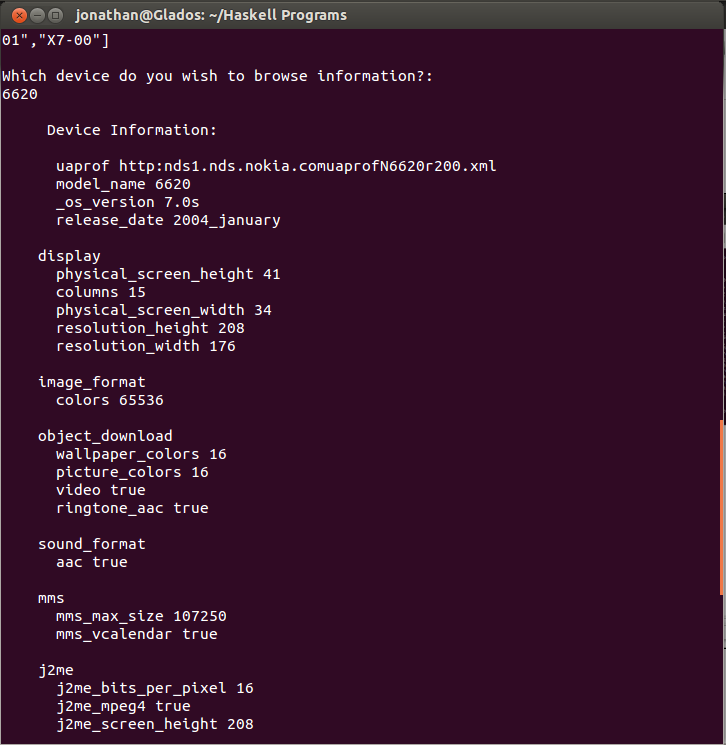 jonathan@Glados: ~/Haskell Programs
01","X7-00"]
Which device do you wish to browse information?:
6620
Device Information:
uaprof http:nds1.nds.nokia.comuaprofN6620r200.xml
model_name 6620
_os_version 7.0s
release_date 2004_january
display
physical_screen_height 41
columns 15
physical_screen_width 34
resolution_height 208
resolution_width 176
image_format
colors 65536
object_download
wallpaper_colors 16
picture_colors 16
video true
ringtone_aac true
sound_format
aac true
mms
mms_max_size 107250
mms_vcalendar true
j2me
j2me_bits_per_pixel 16
j2me_mpeg4 true
j2me_screen_height 208